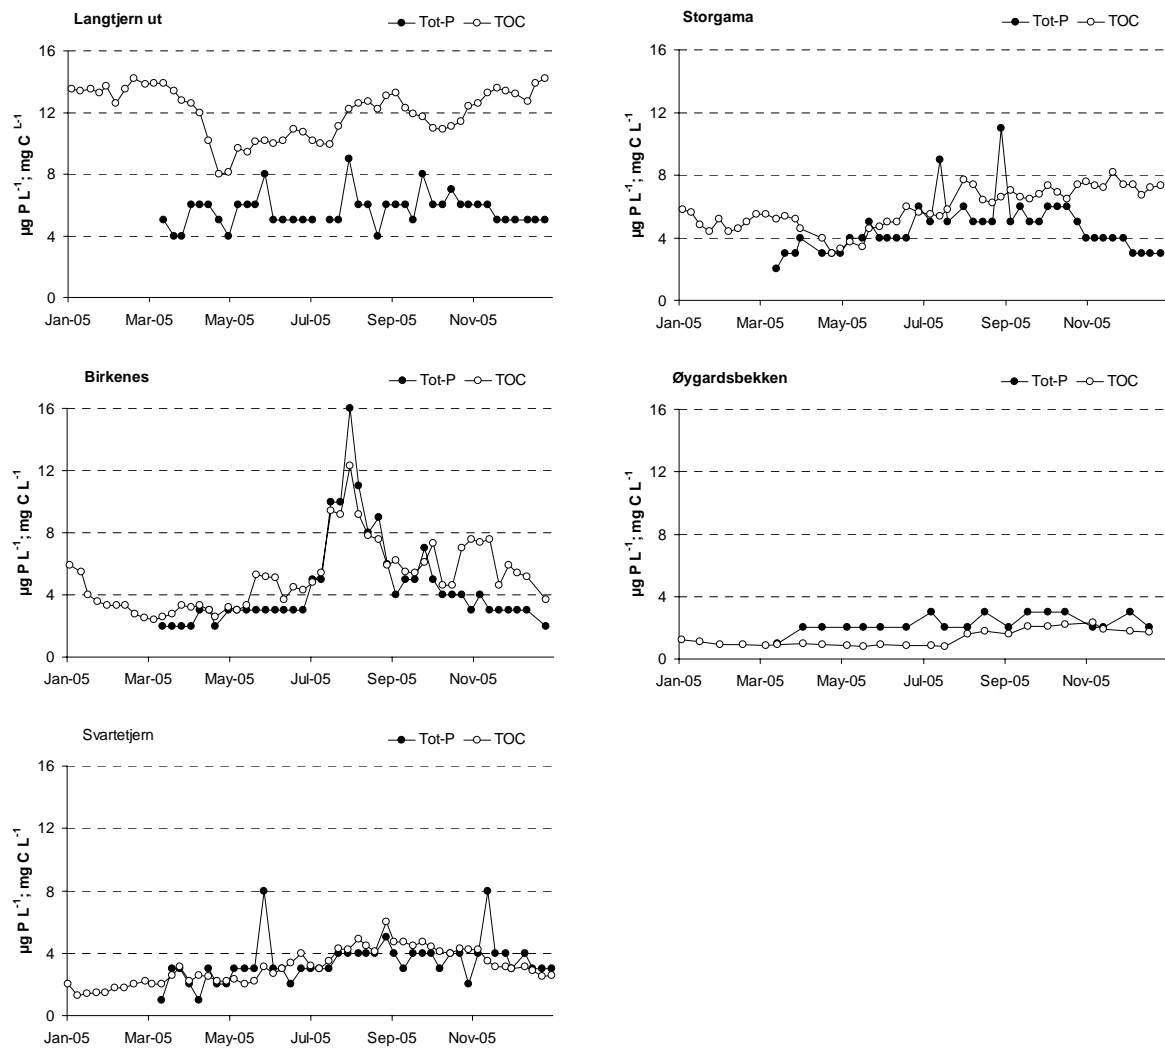 Langtjern ut
Tot-P TOC
µg P L-1; mg C L-1
16
12
8
4
0
Jan-05 Mar-05 May-05 Jul-05 Sep-05 Nov-05
Storgama
Tot-P TOC
µg P L-1; mg C L-1
16
12
8
4
0
Jan-05 Mar-05 May-05 Jul-05 Sep-05 Nov-05
Birkenes
Tot-P TOC
µg P L-1; mg C L-1
16
12
8
4
0
Jan-05 Mar-05 May-05 Jul-05 Sep-05 Nov-05
Øygardsbekken
Tot-P TOC
µg P L-1; mg C L-1
16
12
8
4
0
Jan-05 Mar-05 May-05 Jul-05 Sep-05 Nov-05
Svartetjern
Tot-P TOC
µg P L-1; mg C L-1
16
12
8
4
0
Jan-05 Mar-05 May-05 Jul-05 Sep-05 Nov-05